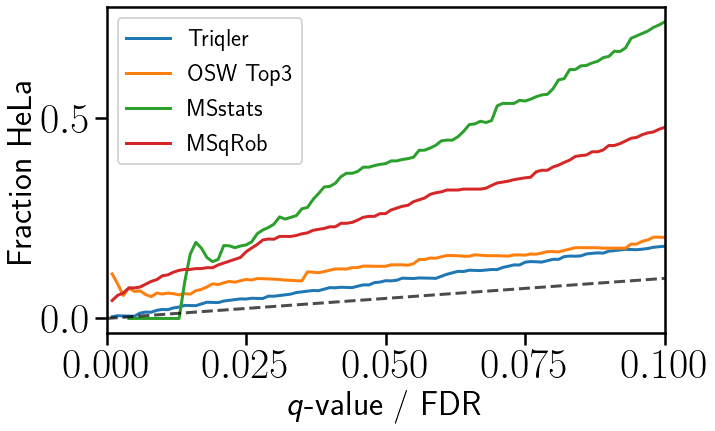 Triqler
OSW Top3
MSstats
MSqRob
Fraction HeLa
0.5
0.0
0.000 0.025 0.050 0.075 0.100
q-value / FDR